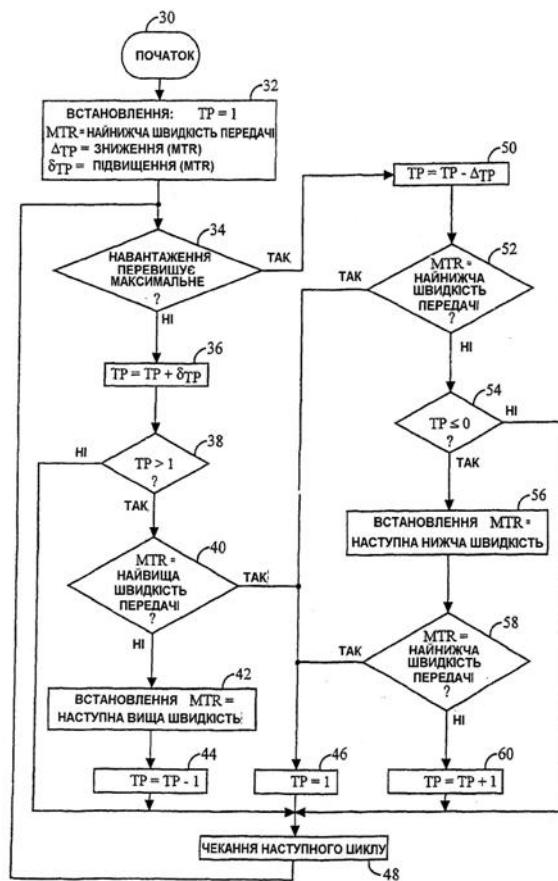 30
ПОЧАТОК
32
ВСТАНОВЛЕННЯ: TP = 1
MTR = НАЙНИЖЧА ШВИДКІСТЬ ПЕРЕДАЧІ
ΔTP = ЗНИЖЕННЯ (MTR)
δTP = ПІДВИЩЕННЯ (MTR)
34
НАВАНТАЖЕННЯ
ПЕРЕВИЩУЄ
МАКСИМАЛЬНЕ
?
ТАК
НІ
36
TP = TP + δTP
38
НІ
TP > 1
?
ТАК
40
MTR =
НАЙВИЩА
ШВИДКІСТЬ
ПЕРЕДАЧІ
?
ТАК
НІ
42
ВСТАНОВЛЕННЯ MTR =
НАСТУПНА ВИЩА ШВИДКІСТЬ
44
TP = TP - 1
46
TP = 1
50
TP = TP - ΔTP
52
ТАК
MTR =
НАЙНИЖЧА
ШВИДКІСТЬ
ПЕРЕДАЧІ
?
НІ
54
НІ
TP ≤ 0
?
ТАК
56
ВСТАНОВЛЕННЯ MTR =
НАСТУПНА НИЖЧА ШВИДКІСТЬ
58
ТАК
MTR =
НАЙНИЖЧА
ШВИДКІСТЬ
ПЕРЕДАЧІ
?
НІ
60
TP = TP + 1
ЧЕКАННЯ НАСТУПНОГО ЦИКЛУ
48